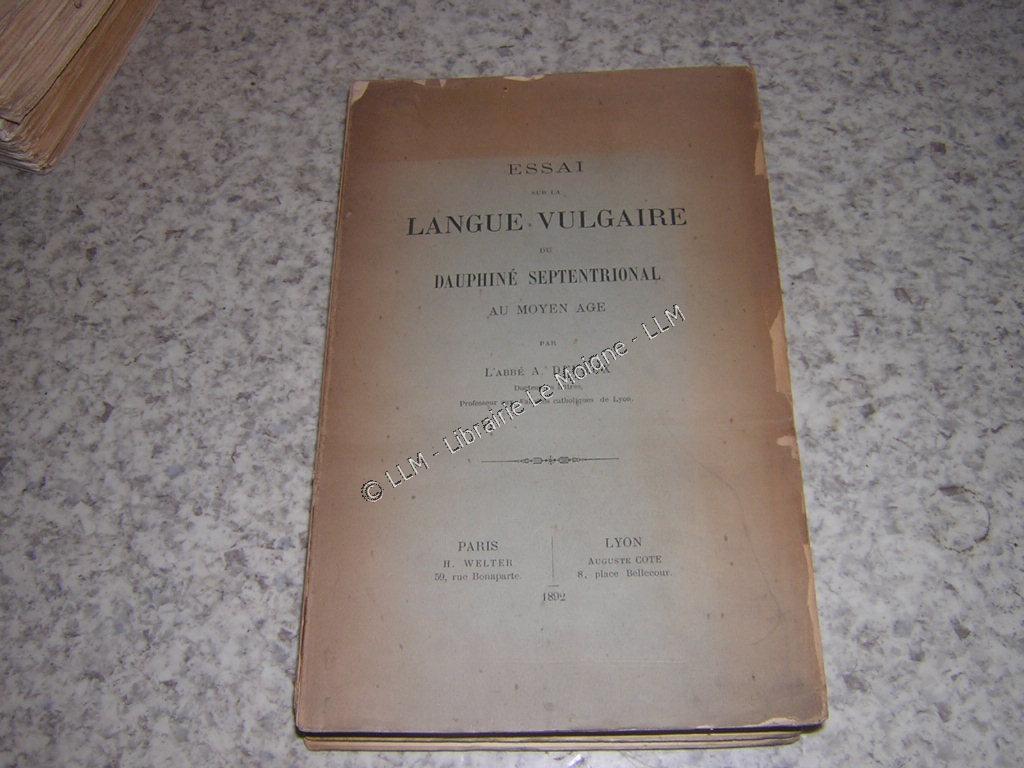 ESSAI
SUR LA
LANGUE VULGAIRE
DU
DAUPHINÉ SEPTENTRIONAL
AU MOYEN AGE
PAR
L'ABBÉ A.
Professeur catholiques de Lyon.
© LLM - Librairie Le Moigne - LLM
PARIS
H. WELTER
59, rue Bonaparte.
LYON
AUGUSTE COTE
8, place Bellecour.
1892